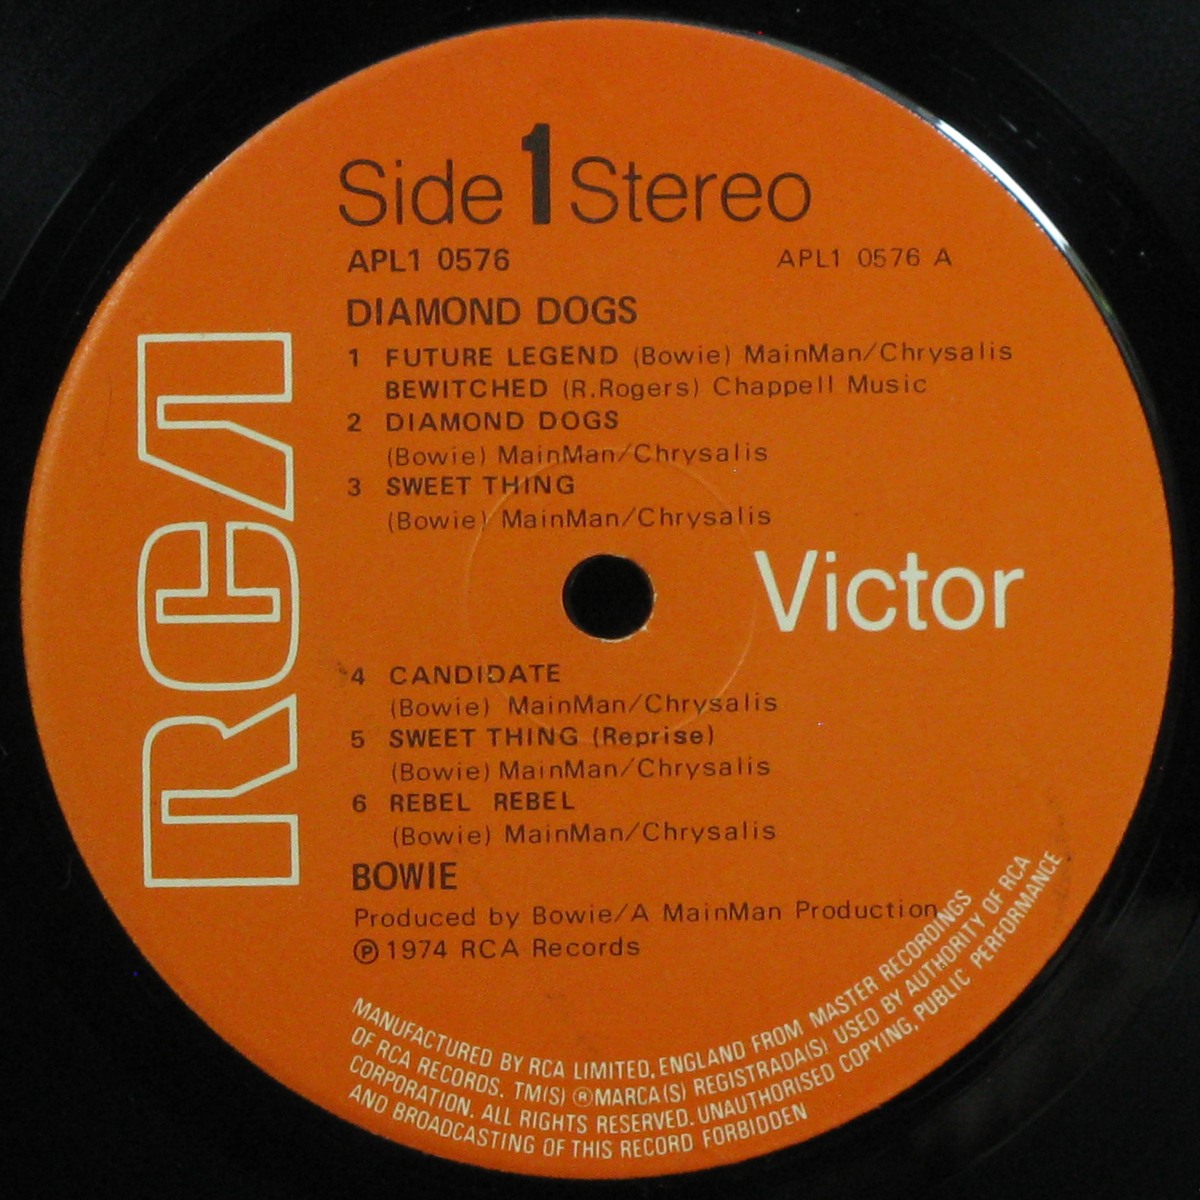 Side 1 Stereo
APL1 0576 APL1 0576 A
DIAMOND DOGS
1 FUTURE LEGEND (Bowie) MainMan/Chrysalis
BEWITCHED (R.Rogers) Chappell Music
2 DIAMOND DOGS
(Bowie) MainMan/Chrysalis
3 SWEET THING
(Bowie) MainMan/Chrysalis
RCA
Victor
4 CANDIDATE
(Bowie) MainMan/Chrysalis
5 SWEET THING (Reprise)
(Bowie) MainMan/Chrysalis
6 REBEL REBEL
(Bowie) MainMan/Chrysalis
BOWIE
Produced by Bowie/A MainMan Production
℗ 1974 RCA Records
MANUFACTURED BY RCA LIMITED, ENGLAND FROM MASTER RECORDINGS
OF RCA RECORDS. TM(S) ® MARCA(S) REGISTRADA(S) USED BY AUTHORITY OF RCA
CORPORATION. ALL RIGHTS RESERVED. UNAUTHORISED COPYING, PUBLIC PERFORMANCE
AND BROADCASTING OF THIS RECORD FORBIDDEN